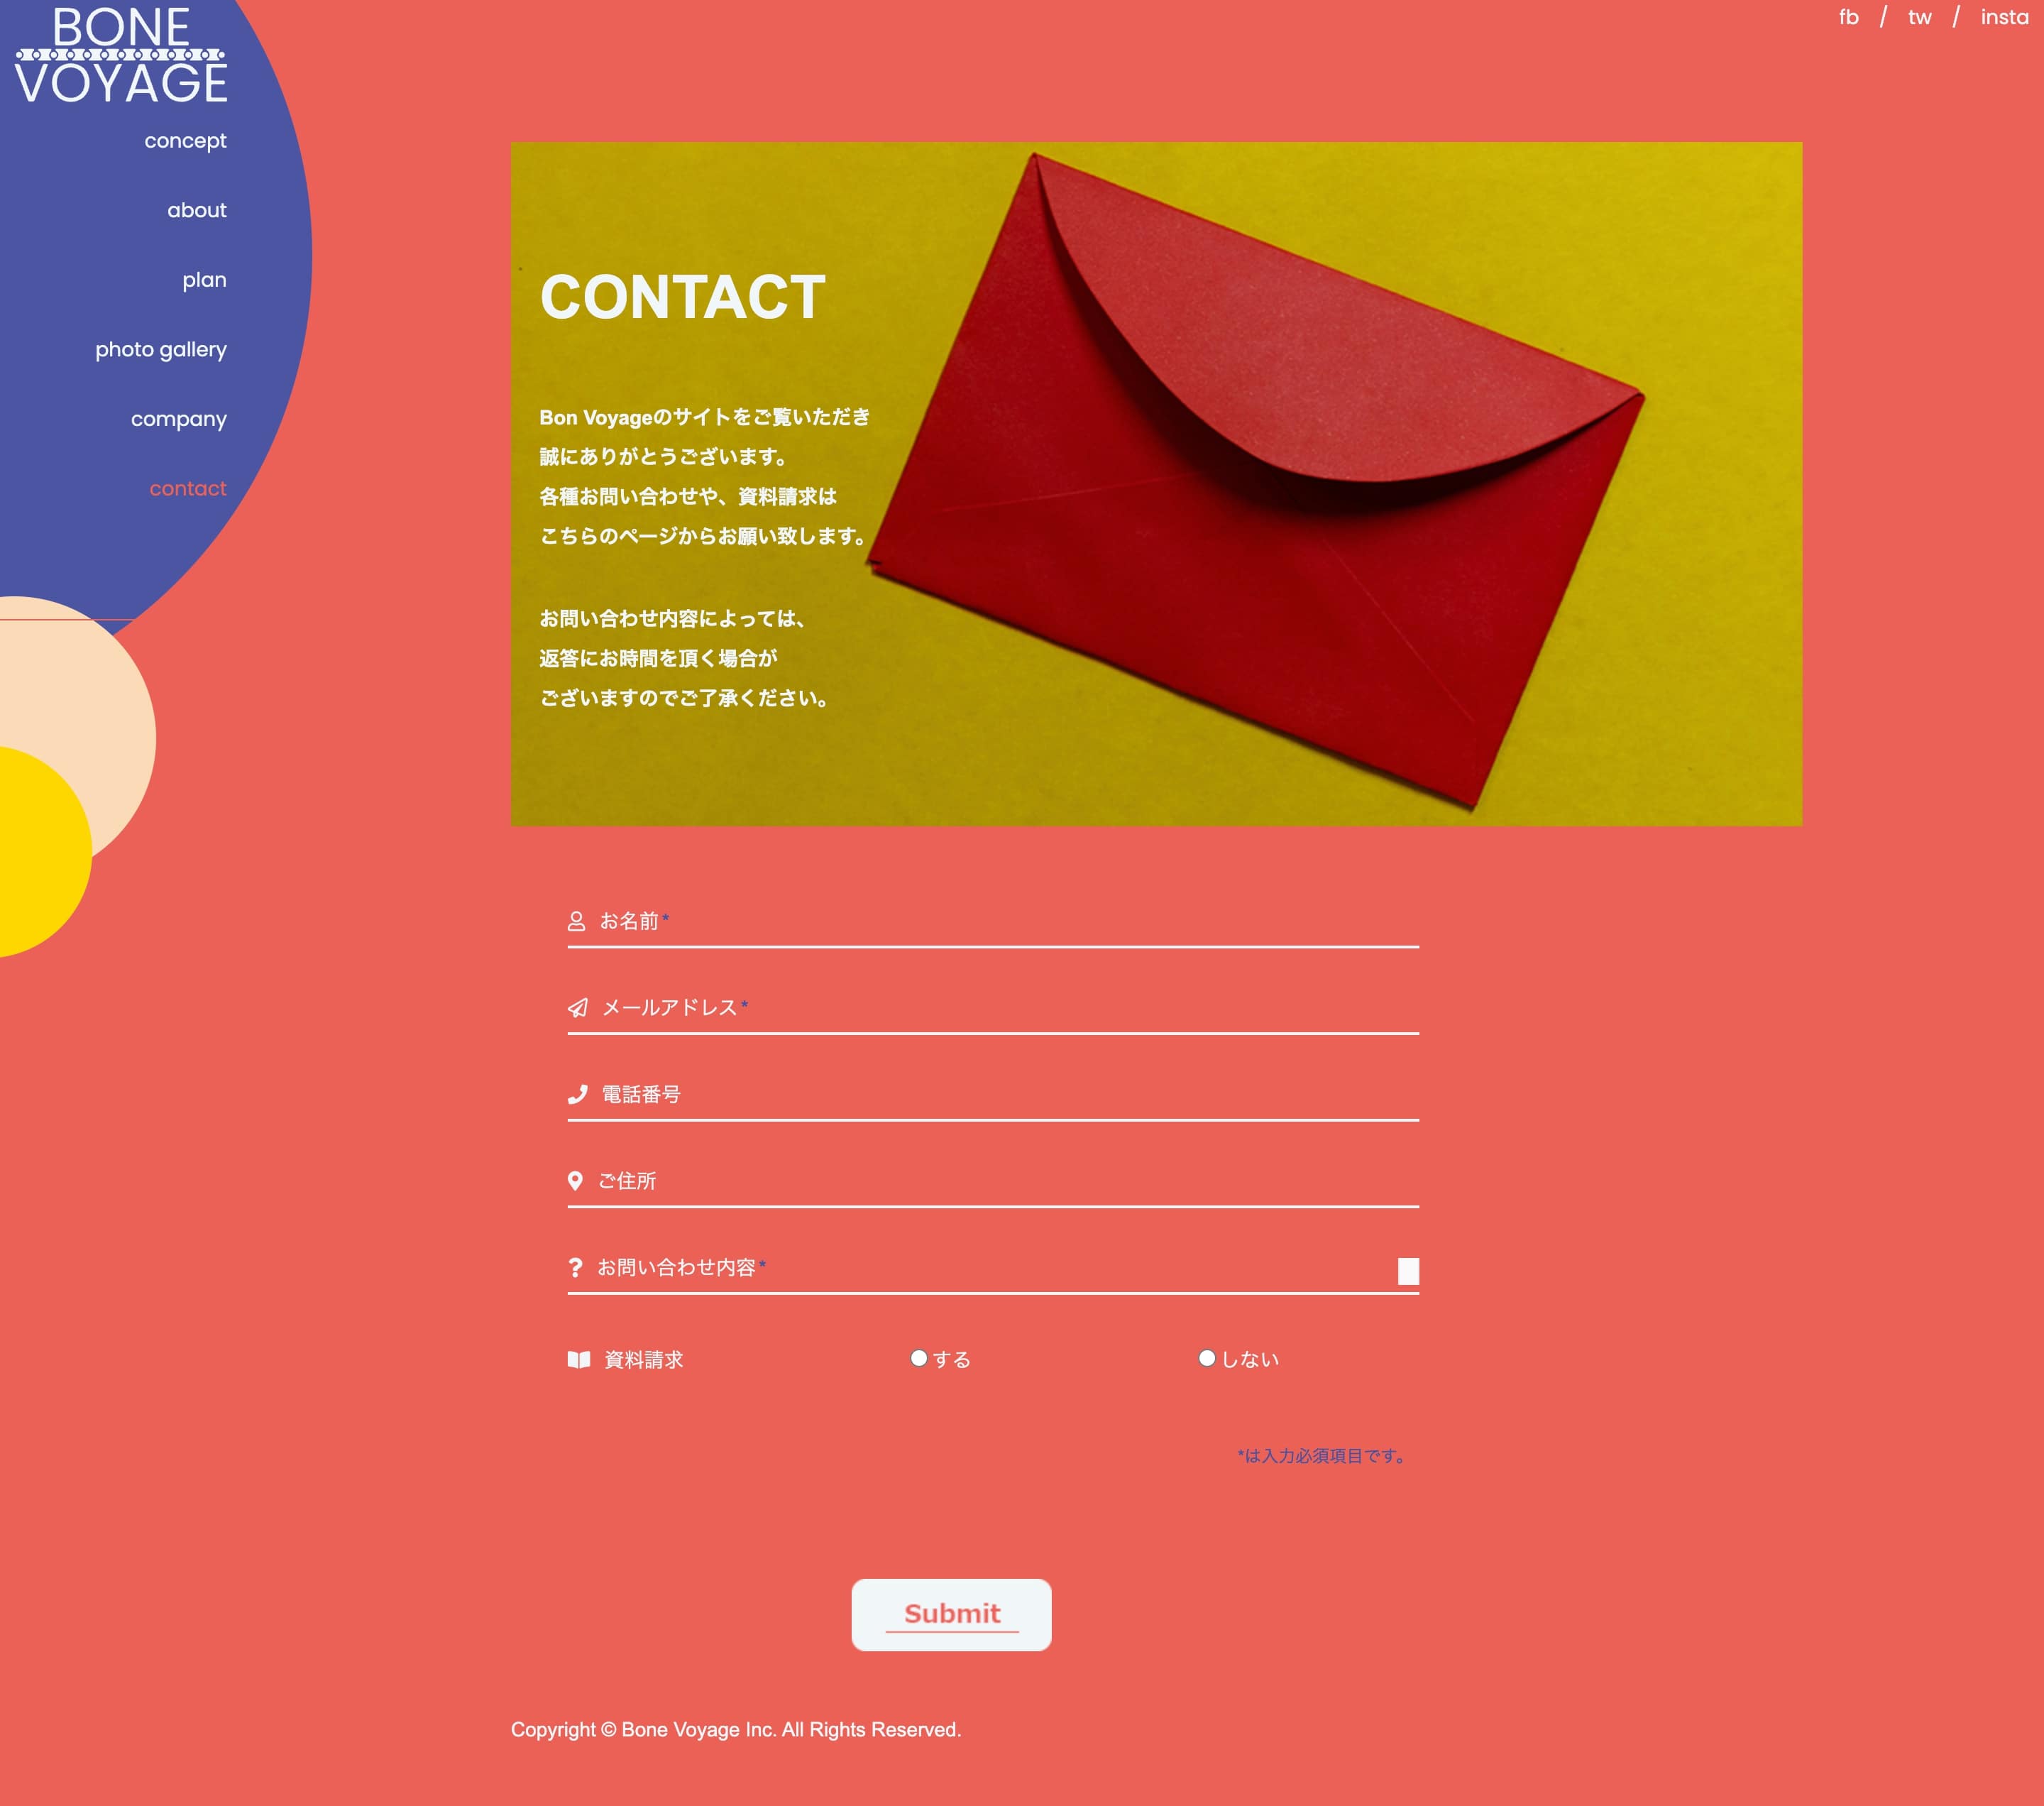 BONE
VOYAGE
fb / tw / insta
concept
about
plan
photo gallery
company
contact
CONTACT
Bon Voyageのサイトをご覧いただき
誠にありがとうございます。
各種お問い合わせや、資料請求は
こちらのページからお願い致します。
お問い合わせ内容によっては、
返答にお時間を頂く場合が
ございますのでご了承ください。
お名前*
メールアドレス*
電話番号
ご住所
お問い合わせ内容*
資料請求 する しない
*は入力必須項目です。
Submit
Copyright © Bone Voyage Inc. All Rights Reserved.